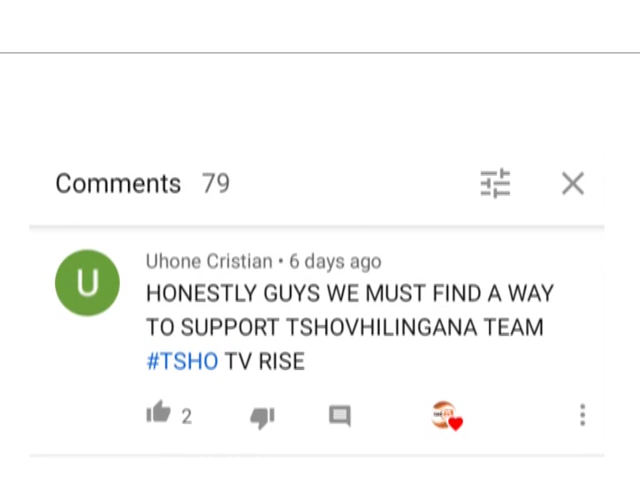 Comments 79
Uhone Cristian • 6 days ago
HONESTLY GUYS WE MUST FIND A WAY
TO SUPPORT TSHOVHILINGANA TEAM
#TSHO TV RISE
2